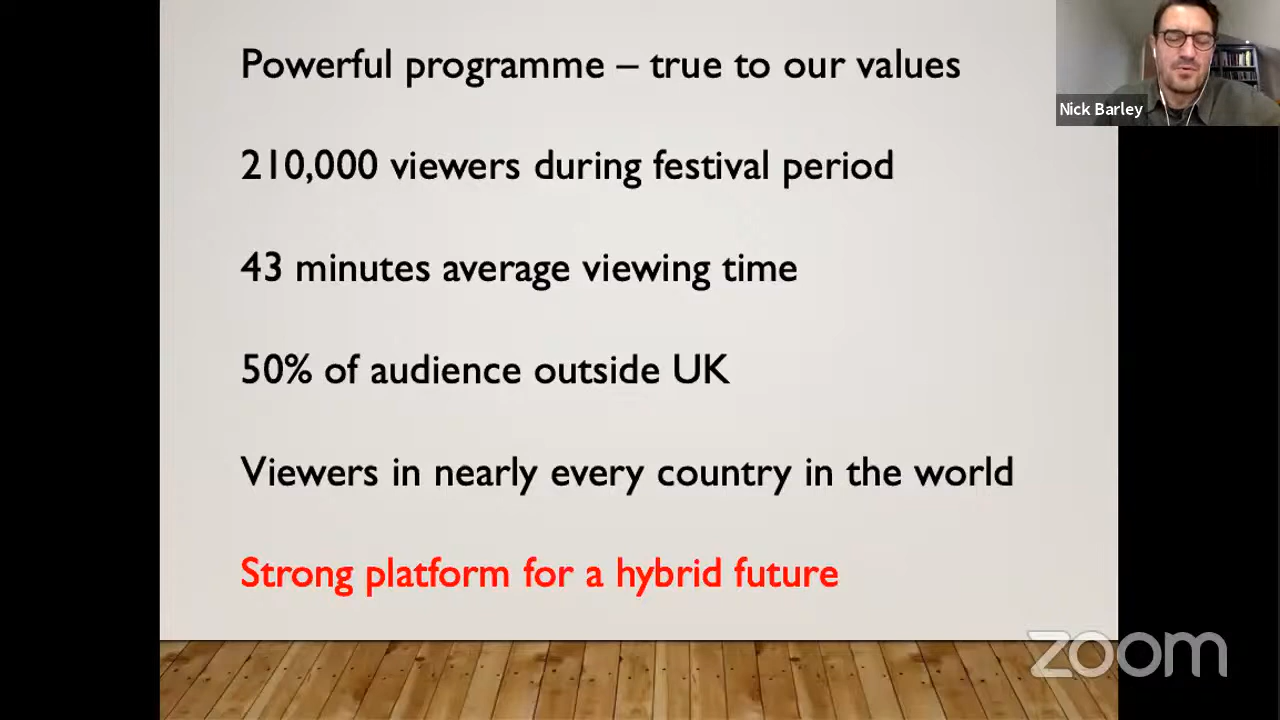 Powerful programme – true to our values
Nick Barley
210,000 viewers during festival period
43 minutes average viewing time
50% of audience outside UK
Viewers in nearly every country in the world
Strong platform for a hybrid future
zoom